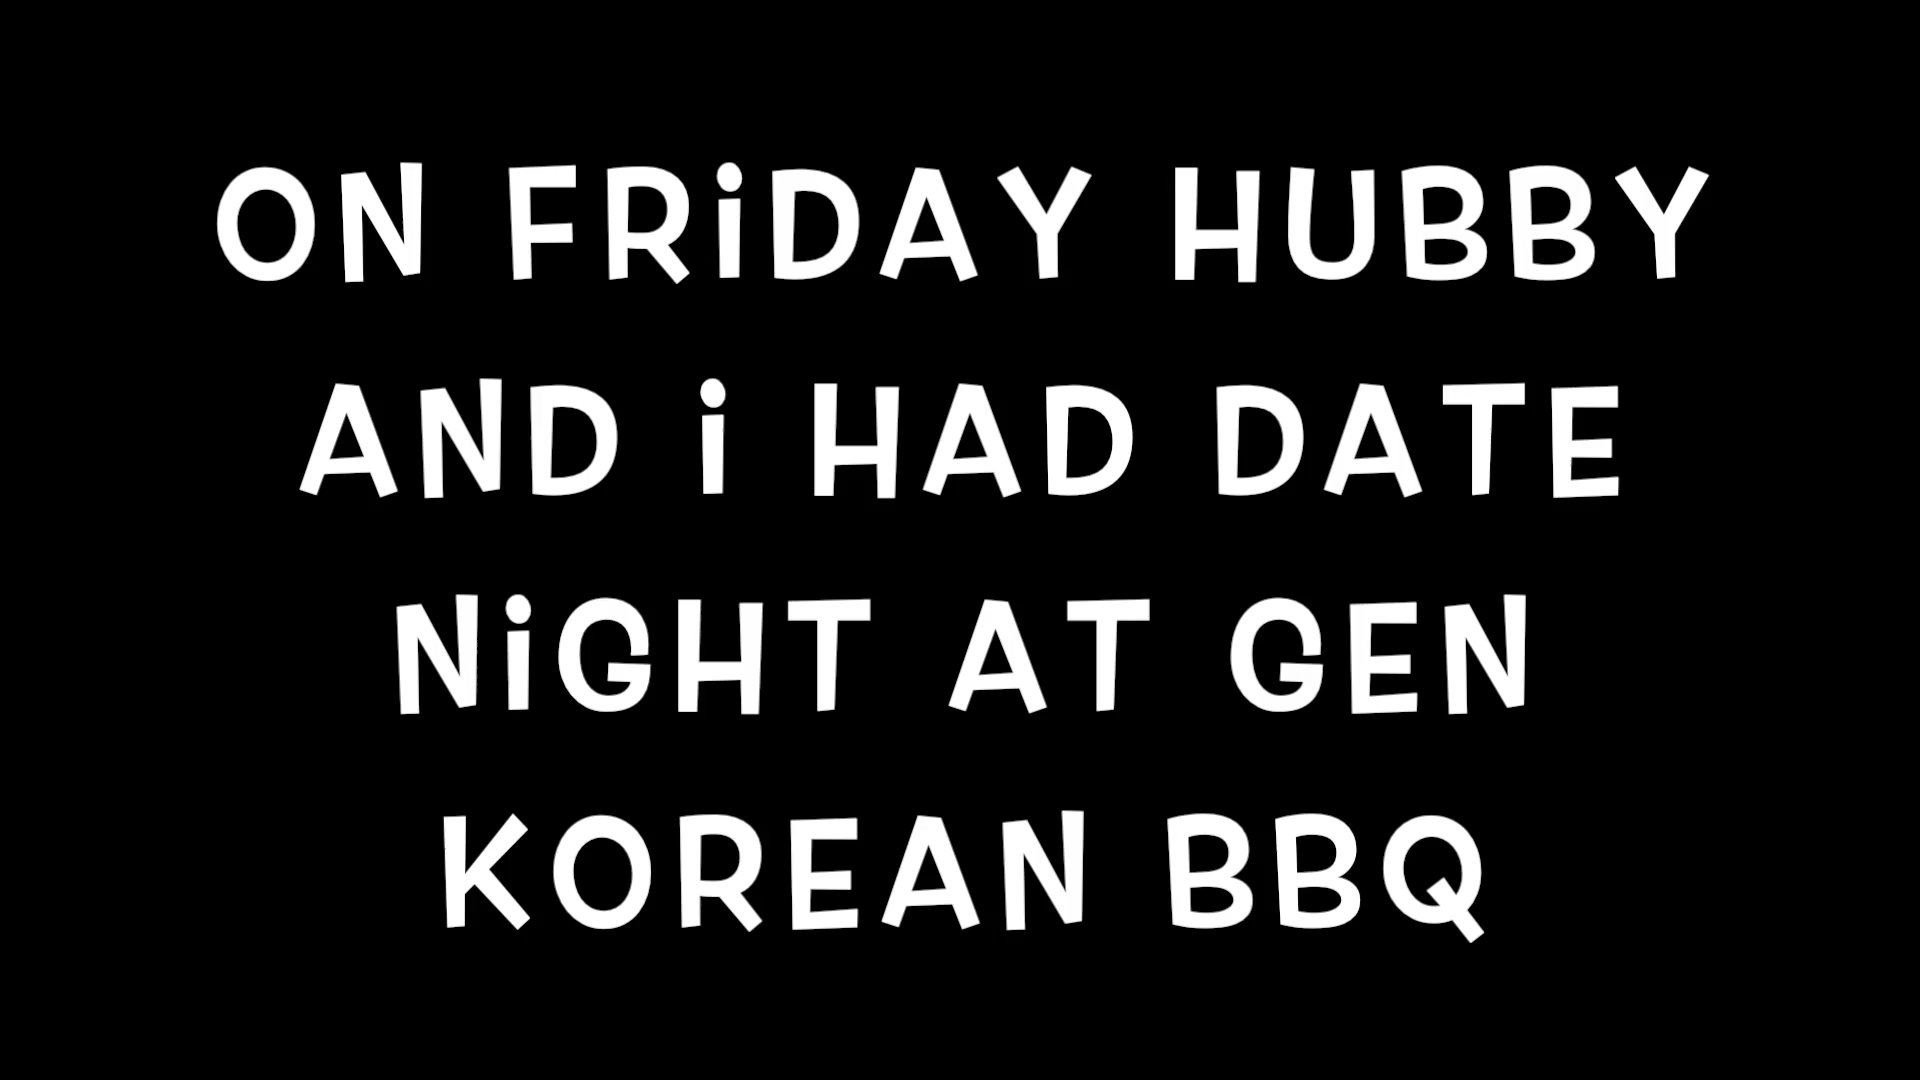 ON FRiDAY HUBBY
AND i HAD DATE
NiGHT AT GEN
KOREAN BBQ